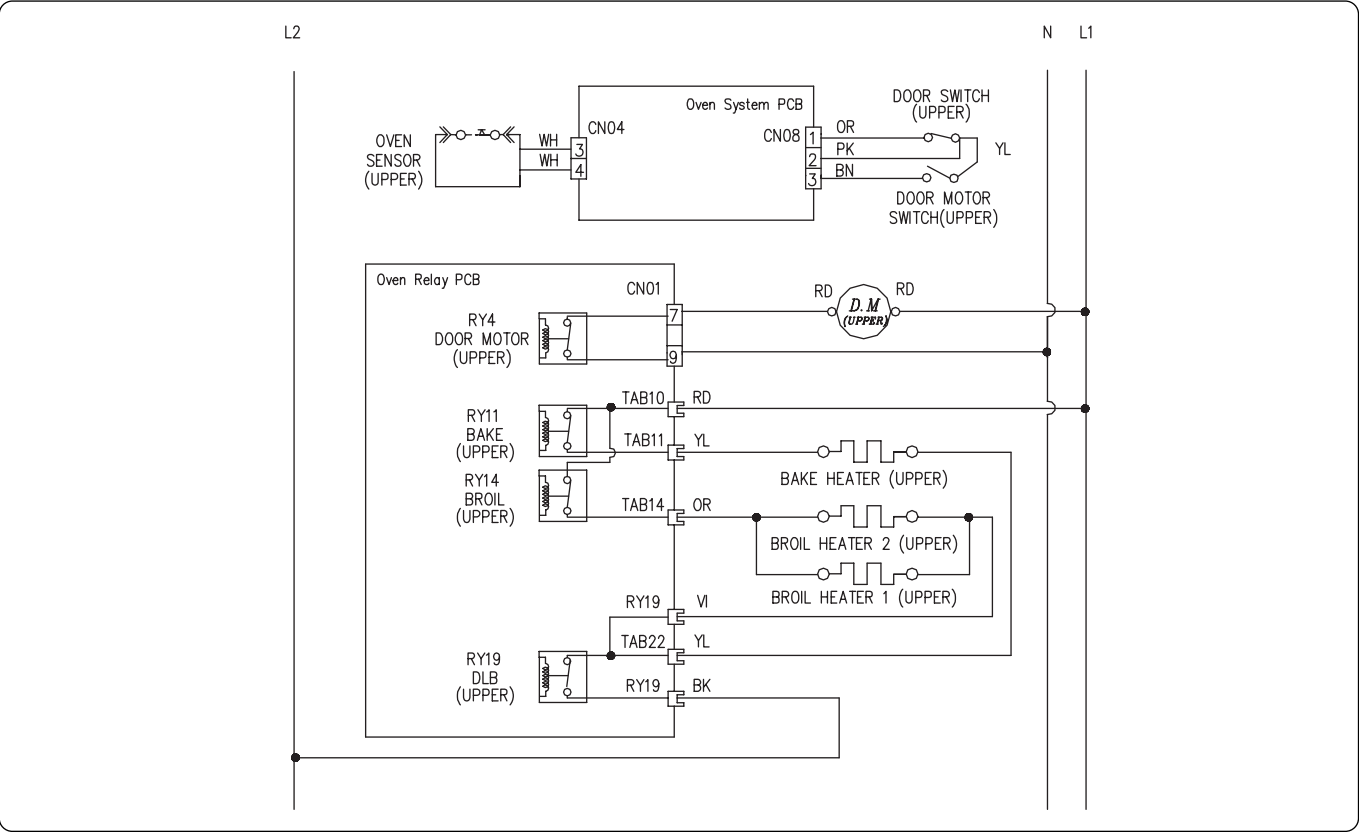 L2
N
L1
Oven System PCB
CN04
CN08
OVEN
SENSOR
(UPPER)
WH
WH
3
4
1
2
3
OR
PK
BN
DOOR SWITCH
(UPPER)
YL
DOOR MOTOR
SWITCH(UPPER)
Oven Relay PCB
CN01
RY4
DOOR MOTOR
(UPPER)
7
9
RD
D.M
(UPPER)
RD
RY11
BAKE
(UPPER)
TAB10
RD
TAB11
YL
BAKE HEATER (UPPER)
RY14
BROIL
(UPPER)
TAB14
OR
BROIL HEATER 2 (UPPER)
BROIL HEATER 1 (UPPER)
RY19
VI
TAB22
YL
RY19
DLB
(UPPER)
RY19
BK